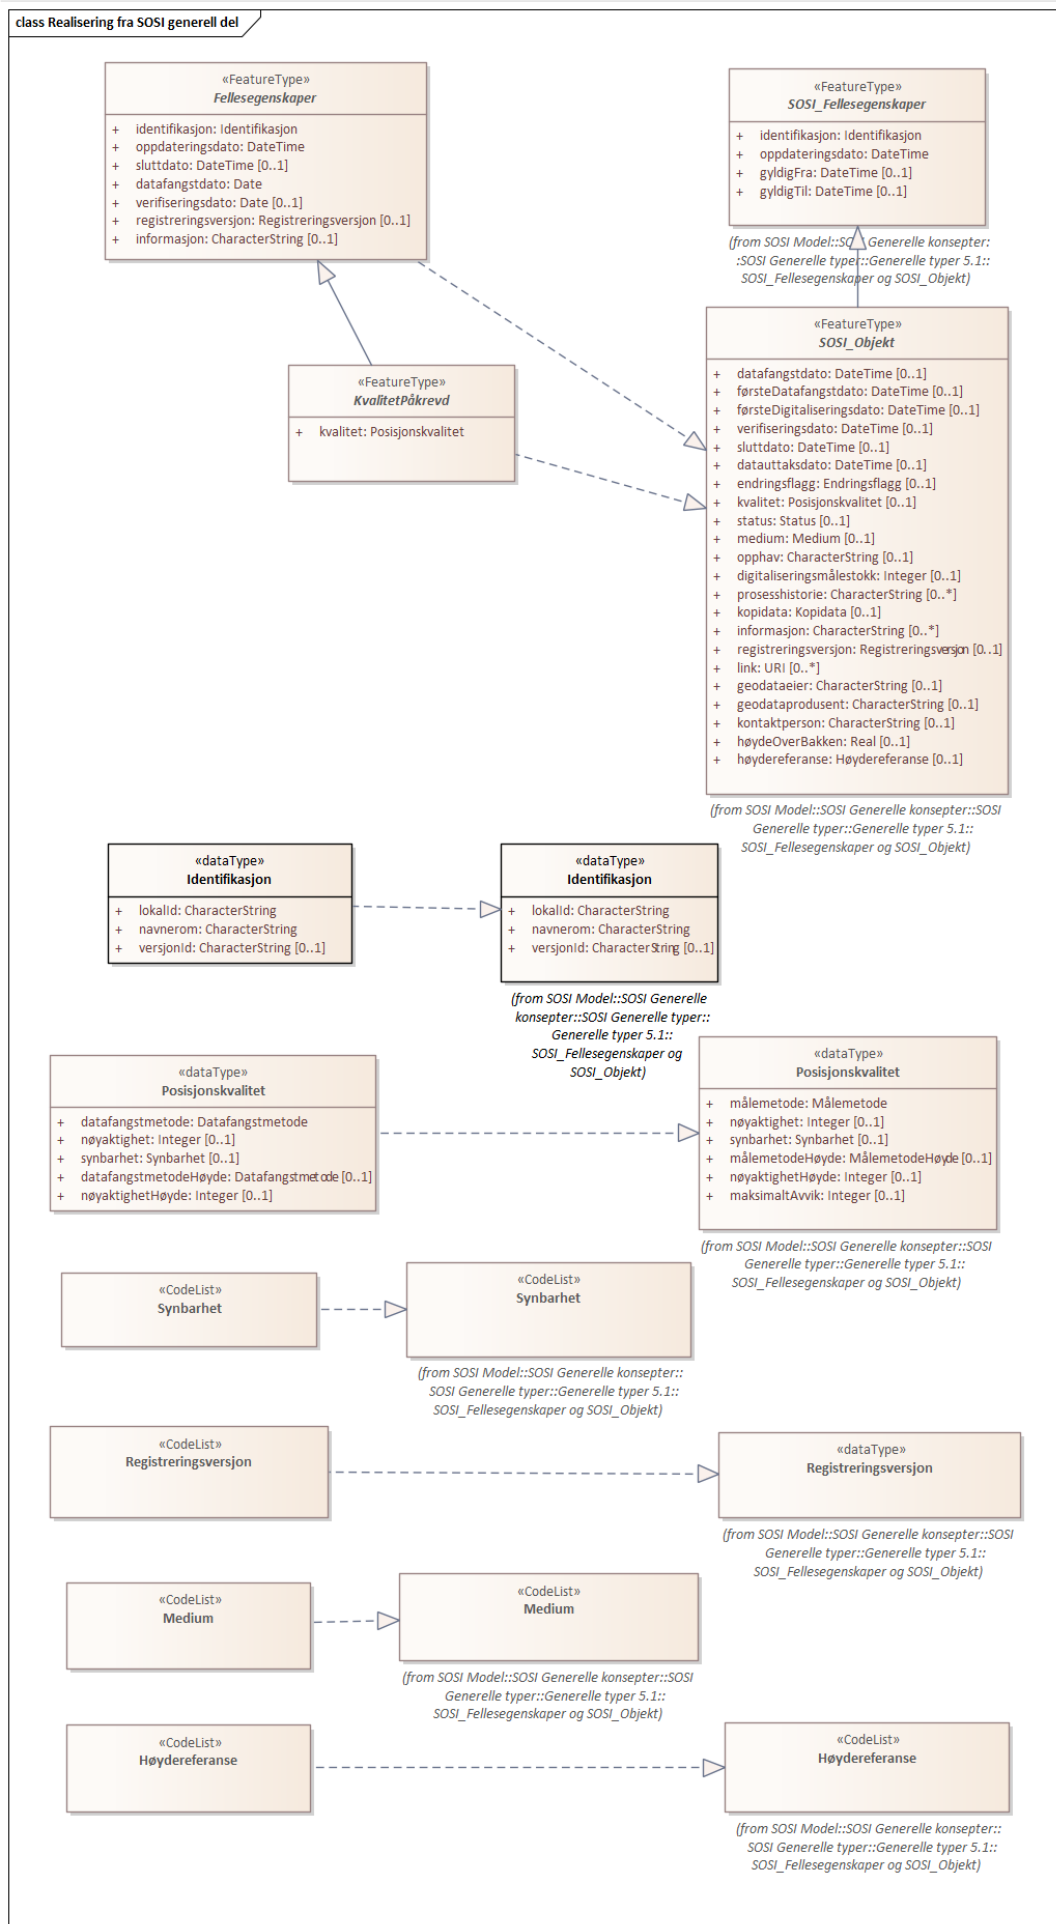 class Realisering fra SOSI generell del
«FeatureType»
Fellesegenskaper
+ identifikasjon: Identifikasjon
+ oppdateringsdato: DateTime
+ sluttdato: DateTime [0..1]
+ datafangstdato: Date
+ verifiseringsdato: Date [0..1]
+ registreringsversjon: Registreringsversjon [0..1]
+ informasjon: CharacterString [0..1]
«FeatureType»
SOSI_Fellesegenskaper
+ identifikasjon: Identifikasjon
+ oppdateringsdato: DateTime
+ gyldigFra: DateTime [0..1]
+ gyldigTil: DateTime [0..1]
(from SOSI Model::SOSI Generelle konsepter:
:SOSI Generelle typer::Generelle typer 5.1::
SOSI_Fellesegenskaper og SOSI_Objekt)
«FeatureType»
KvalitetPåkrevd
+ kvalitet: Posisjonskvalitet
«FeatureType»
SOSI_Objekt
+ datafangstdato: DateTime [0..1]
+ førsteDatafangstdato: DateTime [0..1]
+ førsteDigitaliseringsdato: DateTime [0..1]
+ verifiseringsdato: DateTime [0..1]
+ sluttdato: DateTime [0..1]
+ datauttaksdato: DateTime [0..1]
+ endringsflagg: Endringsflagg [0..1]
+ kvalitet: Posisjonskvalitet [0..1]
+ status: Status [0..1]
+ medium: Medium [0..1]
+ opphav: CharacterString [0..1]
+ digitaliseringsmålestokk: Integer [0..1]
+ prosesshistorie: CharacterString [0..*]
+ kopidata: Kopidata [0..1]
+ informasjon: CharacterString [0..*]
+ registreringsversjon: Registreringsversjon [0..1]
+ link: URI [0..*]
+ geodataeier: CharacterString [0..1]
+ geodataprodusent: CharacterString [0..1]
+ kontaktperson: CharacterString [0..1]
+ høydeOverBakken: Real [0..1]
+ høydereferanse: Høydereferanse [0..1]
(from SOSI Model::SOSI Generelle konsepter::SOSI
Generelle typer::Generelle typer 5.1::
SOSI_Fellesegenskaper og SOSI_Objekt)
«dataType»
Identifikasjon
+ lokalId: CharacterString
+ navnerom: CharacterString
+ versjonId: CharacterString [0..1]
«dataType»
Identifikasjon
+ lokalId: CharacterString
+ navnerom: CharacterString
+ versjonId: CharacterString [0..1]
(from SOSI Model::SOSI Generelle
konsepter::SOSI Generelle typer::
Generelle typer 5.1::
SOSI_Fellesegenskaper og
SOSI_Objekt)
«dataType»
Posisjonskvalitet
+ datafangstmetode: Datafangstmetode
+ nøyaktighet: Integer [0..1]
+ synbarhet: Synbarhet [0..1]
+ datafangstmetodeHøyde: Datafangstmetode [0..1]
+ nøyaktighetHøyde: Integer [0..1]
«dataType»
Posisjonskvalitet
+ målemetode: Målemetode
+ nøyaktighet: Integer [0..1]
+ synbarhet: Synbarhet [0..1]
+ målemetodeHøyde: MålemetodeHøyde [0..1]
+ nøyaktighetHøyde: Integer [0..1]
+ maksimaltAvvik: Integer [0..1]
(from SOSI Model::SOSI Generelle konsepter::SOSI
Generelle typer::Generelle typer 5.1::
SOSI_Fellesegenskaper og SOSI_Objekt)
«CodeList»
Synbarhet
«CodeList»
Synbarhet
(from SOSI Model::SOSI Generelle konsepter::
SOSI Generelle typer::Generelle typer 5.1::
SOSI_Fellesegenskaper og SOSI_Objekt)
«CodeList»
Registreringsversjon
«dataType»
Registreringsversjon
(from SOSI Model::SOSI Generelle konsepter::SOSI
Generelle typer::Generelle typer 5.1::
SOSI_Fellesegenskaper og SOSI_Objekt)
«CodeList»
Medium
«CodeList»
Medium
(from SOSI Model::SOSI Generelle konsepter::SOSI
Generelle typer::Generelle typer 5.1::
SOSI_Fellesegenskaper og SOSI_Objekt)
«CodeList»
Høydereferanse
«CodeList»
Høydereferanse
(from SOSI Model::SOSI Generelle konsepter::
SOSI Generelle typer::Generelle typer 5.1::
SOSI_Fellesegenskaper og SOSI_Objekt)